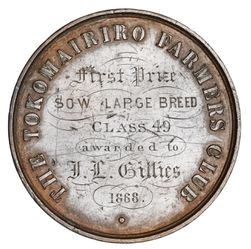 THE TOKOMAIRIRO FARMERS CLUB
First Prize
SOW LARGE BREED
CLASS 49
awarded to
J. L. Gillies
1868.